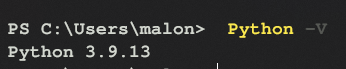 PS C:\Users\malon> Python -V
Python 3.9.13